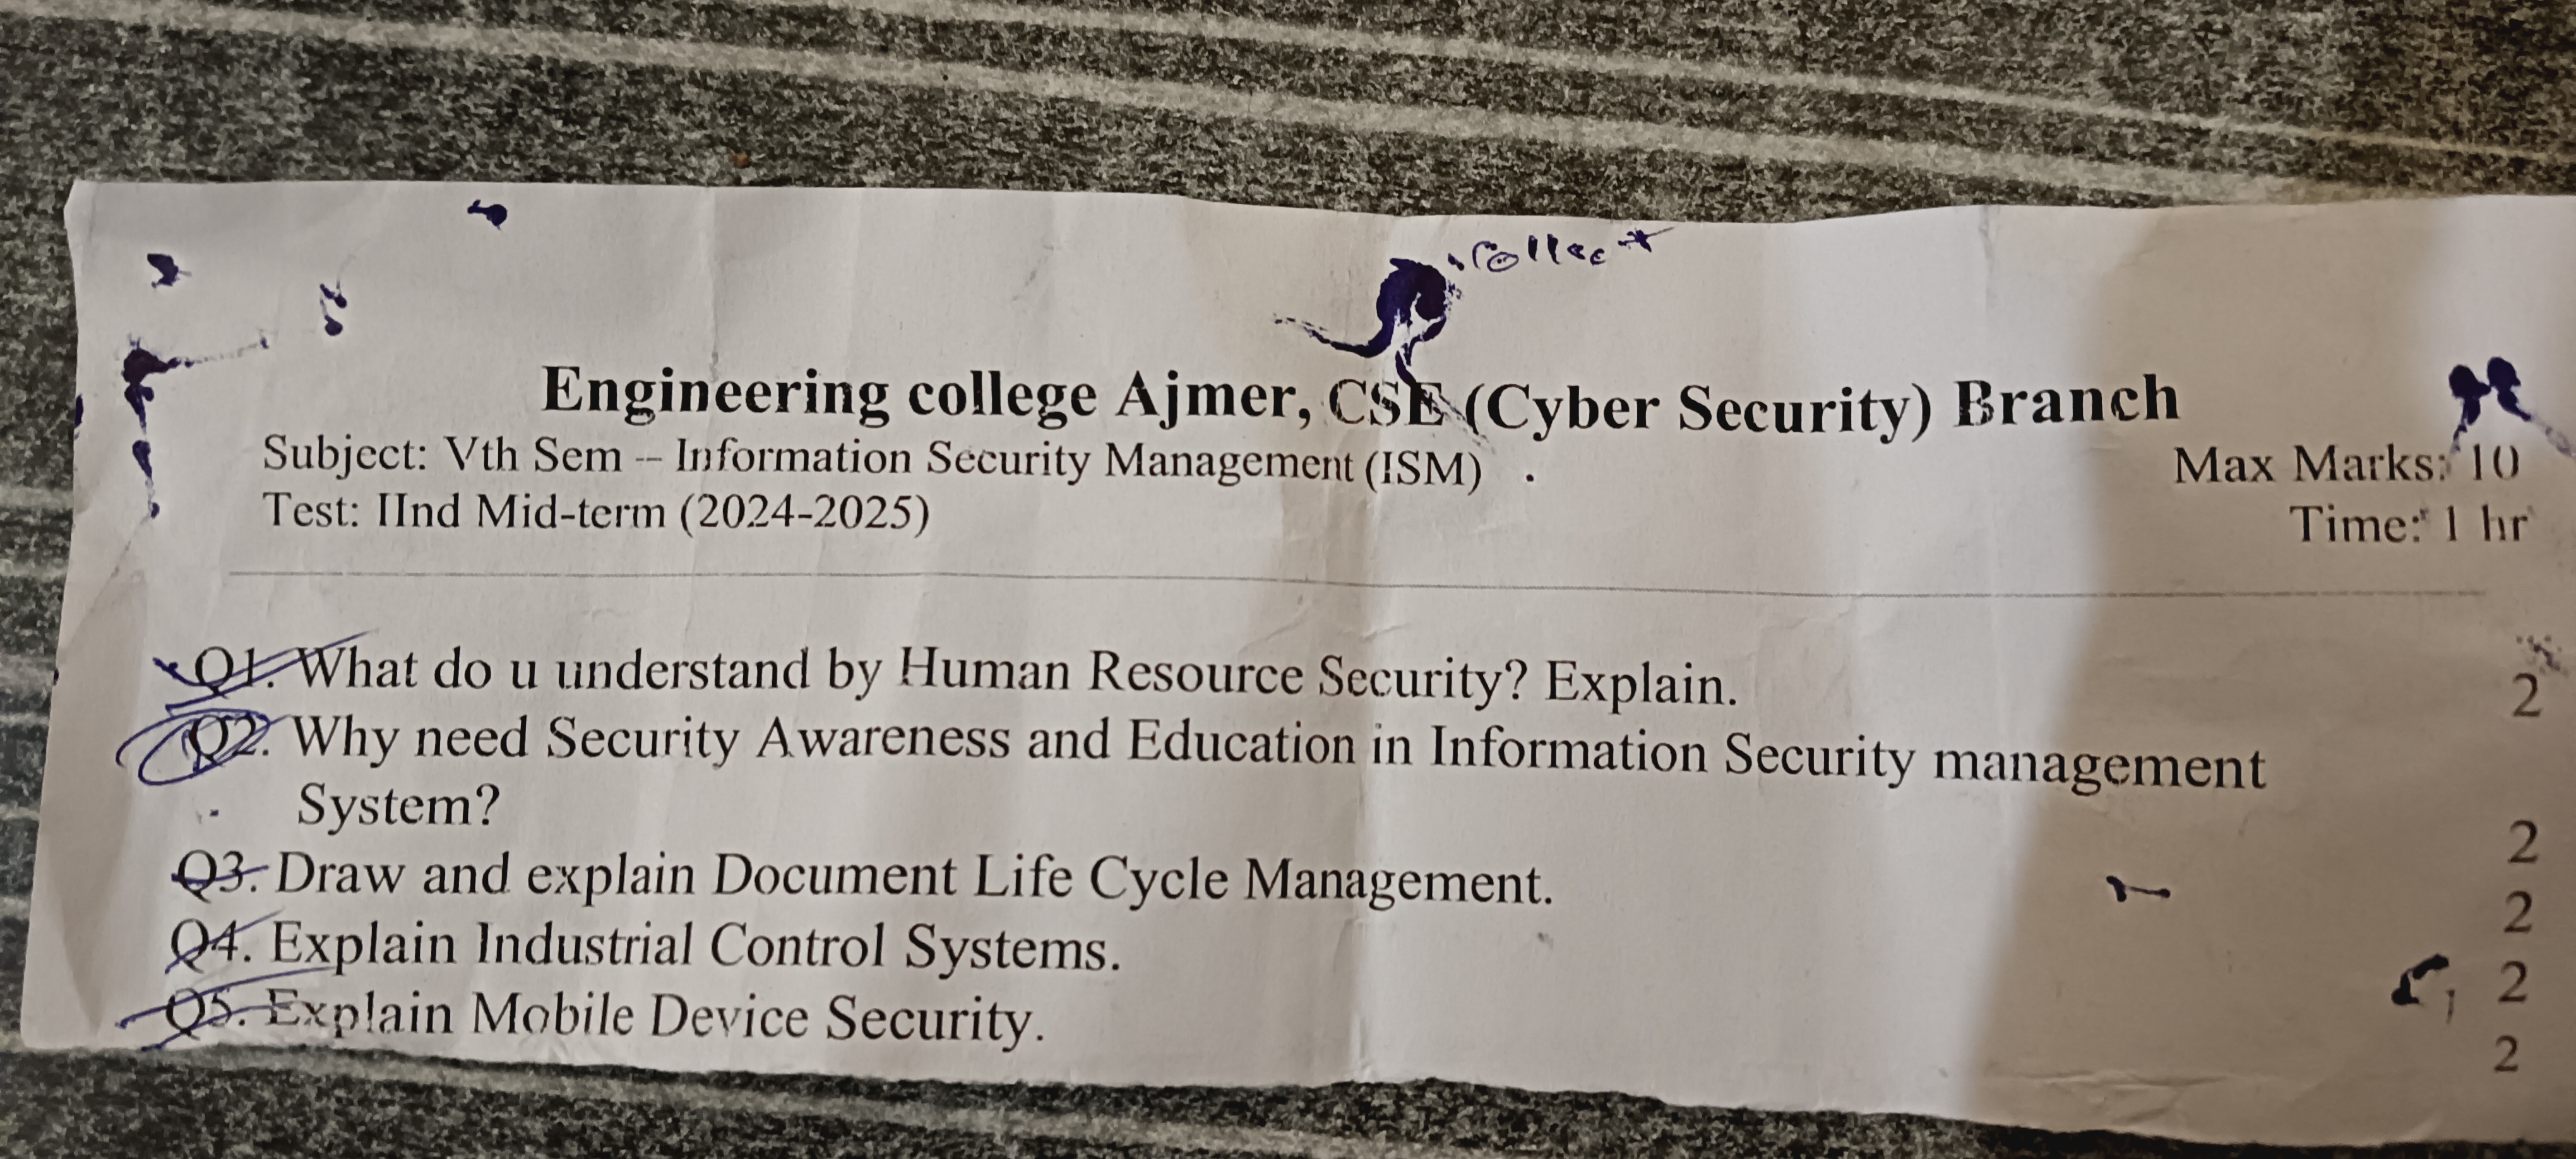 collect
Engineering college Ajmer, CSE (Cyber Security) Branch
Subject: Vth Sem -- Information Security Management (ISM)
Max Marks: 10
Test: IInd Mid-term (2024-2025)
Time: 1 hr
Q1. What do u understand by Human Resource Security? Explain. 2
Q2. Why need Security Awareness and Education in Information Security management
System? 2
Q3. Draw and explain Document Life Cycle Management. 2
Q4. Explain Industrial Control Systems. 2
Q5. Explain Mobile Device Security. 2